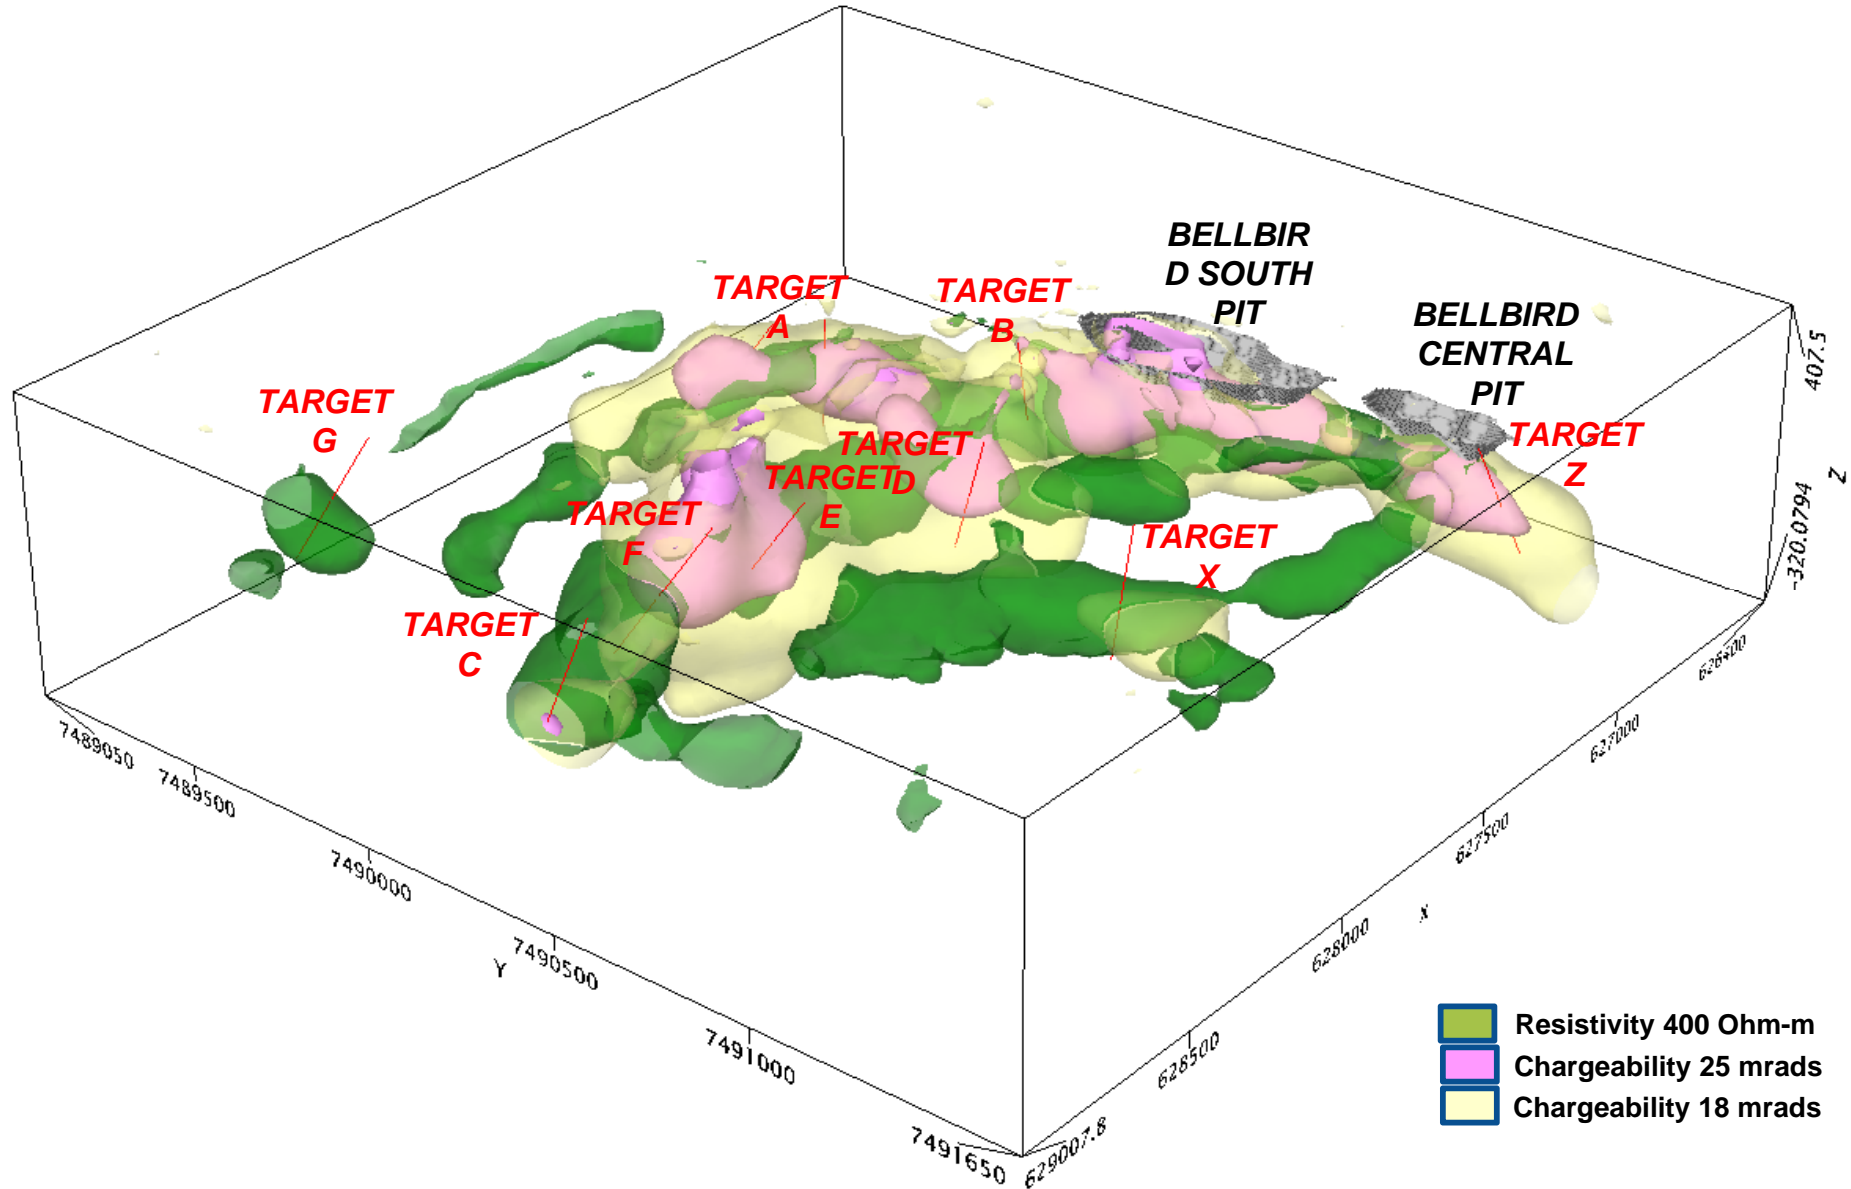 BELLBIR
D SOUTH
PIT
TARGET
A
TARGET
B
BELLBIRD
CENTRAL
PIT
407.5
TARGET
G
TARGET
Z
TARGET
D
TARGET
E
Z
TARGET
F
TARGET
X
-320.0794
TARGET
C
626400
7489050
7489500
627000
7490000
627500
X
7490500
Y
628000
7491000
628500
7491650
629007.8
Resistivity 400 Ohm-m
Chargeability 25 mrads
Chargeability 18 mrads